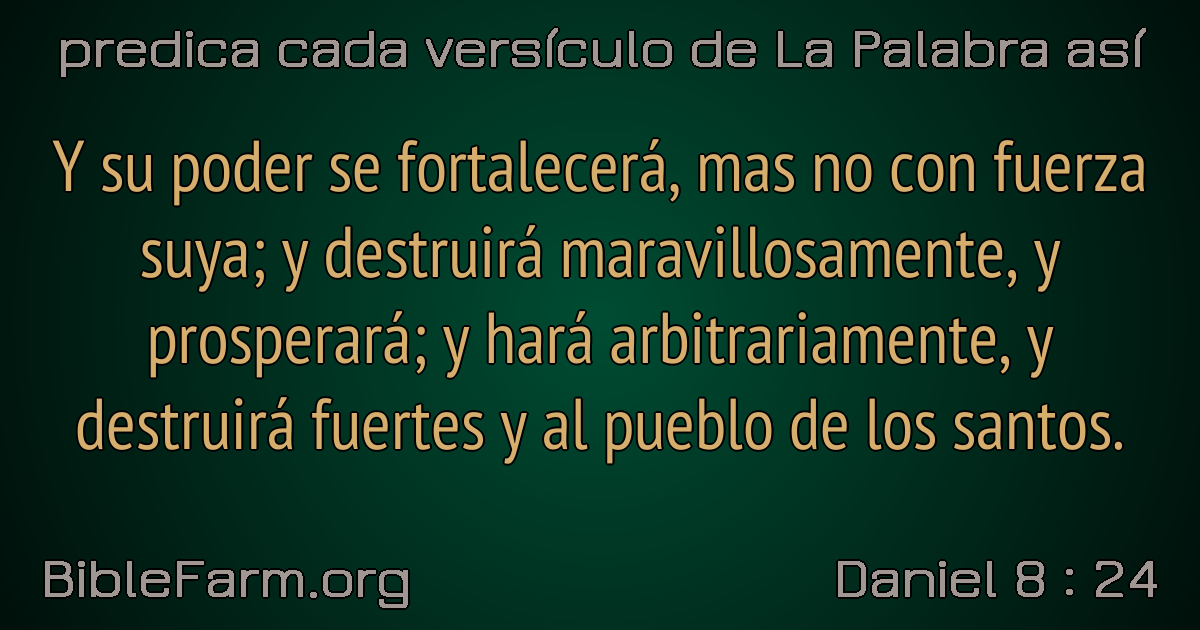 predica cada versículo de La Palabra así
Y su poder se fortalecerá, mas no con fuerza
suya; y destruirá maravillosamente, y
prosperará; y hará arbitrariamente, y
destruirá fuertes y al pueblo de los santos.
BibleFarm.org
Daniel 8 : 24